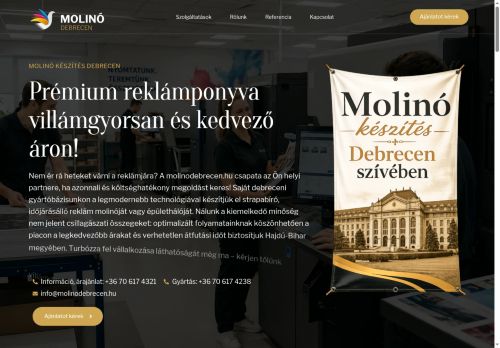 MOLINÓ
DEBRECEN
Szolgáltatások
Rólunk
Referencia
Kapcsolat
Ajánlatot kérek
MOLINÓ KÉSZÍTÉS DEBRECEN
NYOMTATUNK
TEREMTÜNK
Prémium reklámponyva
villámgyorsan és kedvező
áron!
Nem ér rá heteket várni a reklámjára? A molinodebrecen.hu csapata az Ön helyi
partnere, ha azonnali és költséghatékony megoldást keres! Saját debreceni
gyártóbázisunkon a legmodernebb technológiával készítjük el strapabíró,
időjárásálló reklám molinóját vagy épülethálóját. Nálunk a kiemelkedő minőség
nem jelent csillagászati összegeket: optimalizált folyamatainknak köszönhetően a
piacon a legkedvezőbb árakat és verhetetlen átfutási időt biztosítjuk Hajdú-Bihar
megyében. Turbózza fel vállalkozása láthatóságát még ma – kérjen tőlünk
Információ, árajánlat: +36 70 617 4321
Gyártás: +36 70 617 4238
info@molinodebrecen.hu
Ajánlatot kérek
Molinó
készítés
Debrecen
szívében